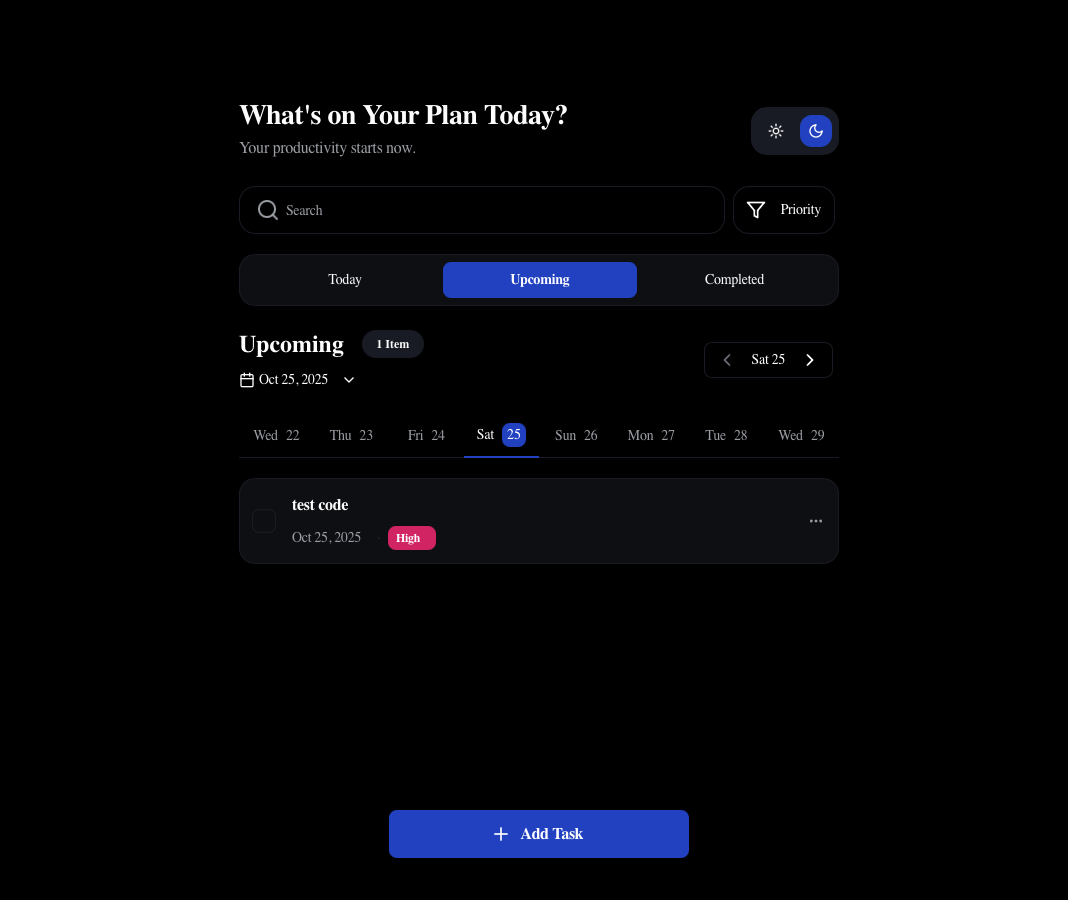 What's on Your Plan Today?
Your productivity starts now.
Search
Priority
Today Upcoming Completed
Upcoming 1 Item
Oct 25, 2025
Sat 25
Wed 22 Thu 23 Fri 24 Sat 25 Sun 26 Mon 27 Tue 28 Wed 29
test code
Oct 25, 2025 High
Add Task